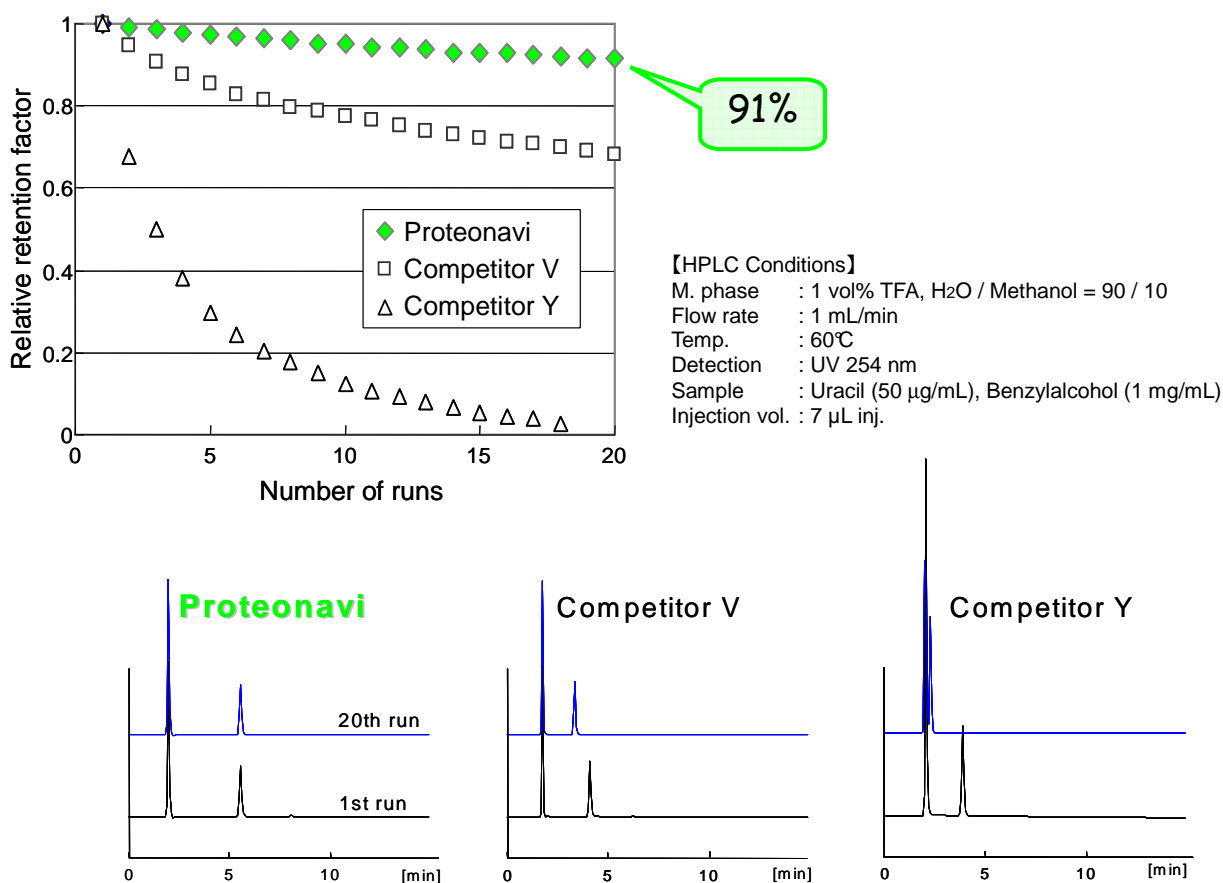 1
0.8
0.6
0.4
0.2
0
0
5
10
15
20
Relative retention factor
Number of runs
Proteonavi
Competitor V
Competitor Y
91%
【HPLC Conditions】
M. phase : 1 vol% TFA, H2O / Methanol = 90 / 10
Flow rate : 1 mL/min
Temp. : 60℃
Detection : UV 254 nm
Sample : Uracil (50 μg/mL), Benzylalcohol (1 mg/mL)
Injection vol. : 7 µL inj.
Proteonavi
20th run
1st run
0 5 10 [min]
Competitor V
0 5 10 [min]
Competitor Y
0 5 10 [min]